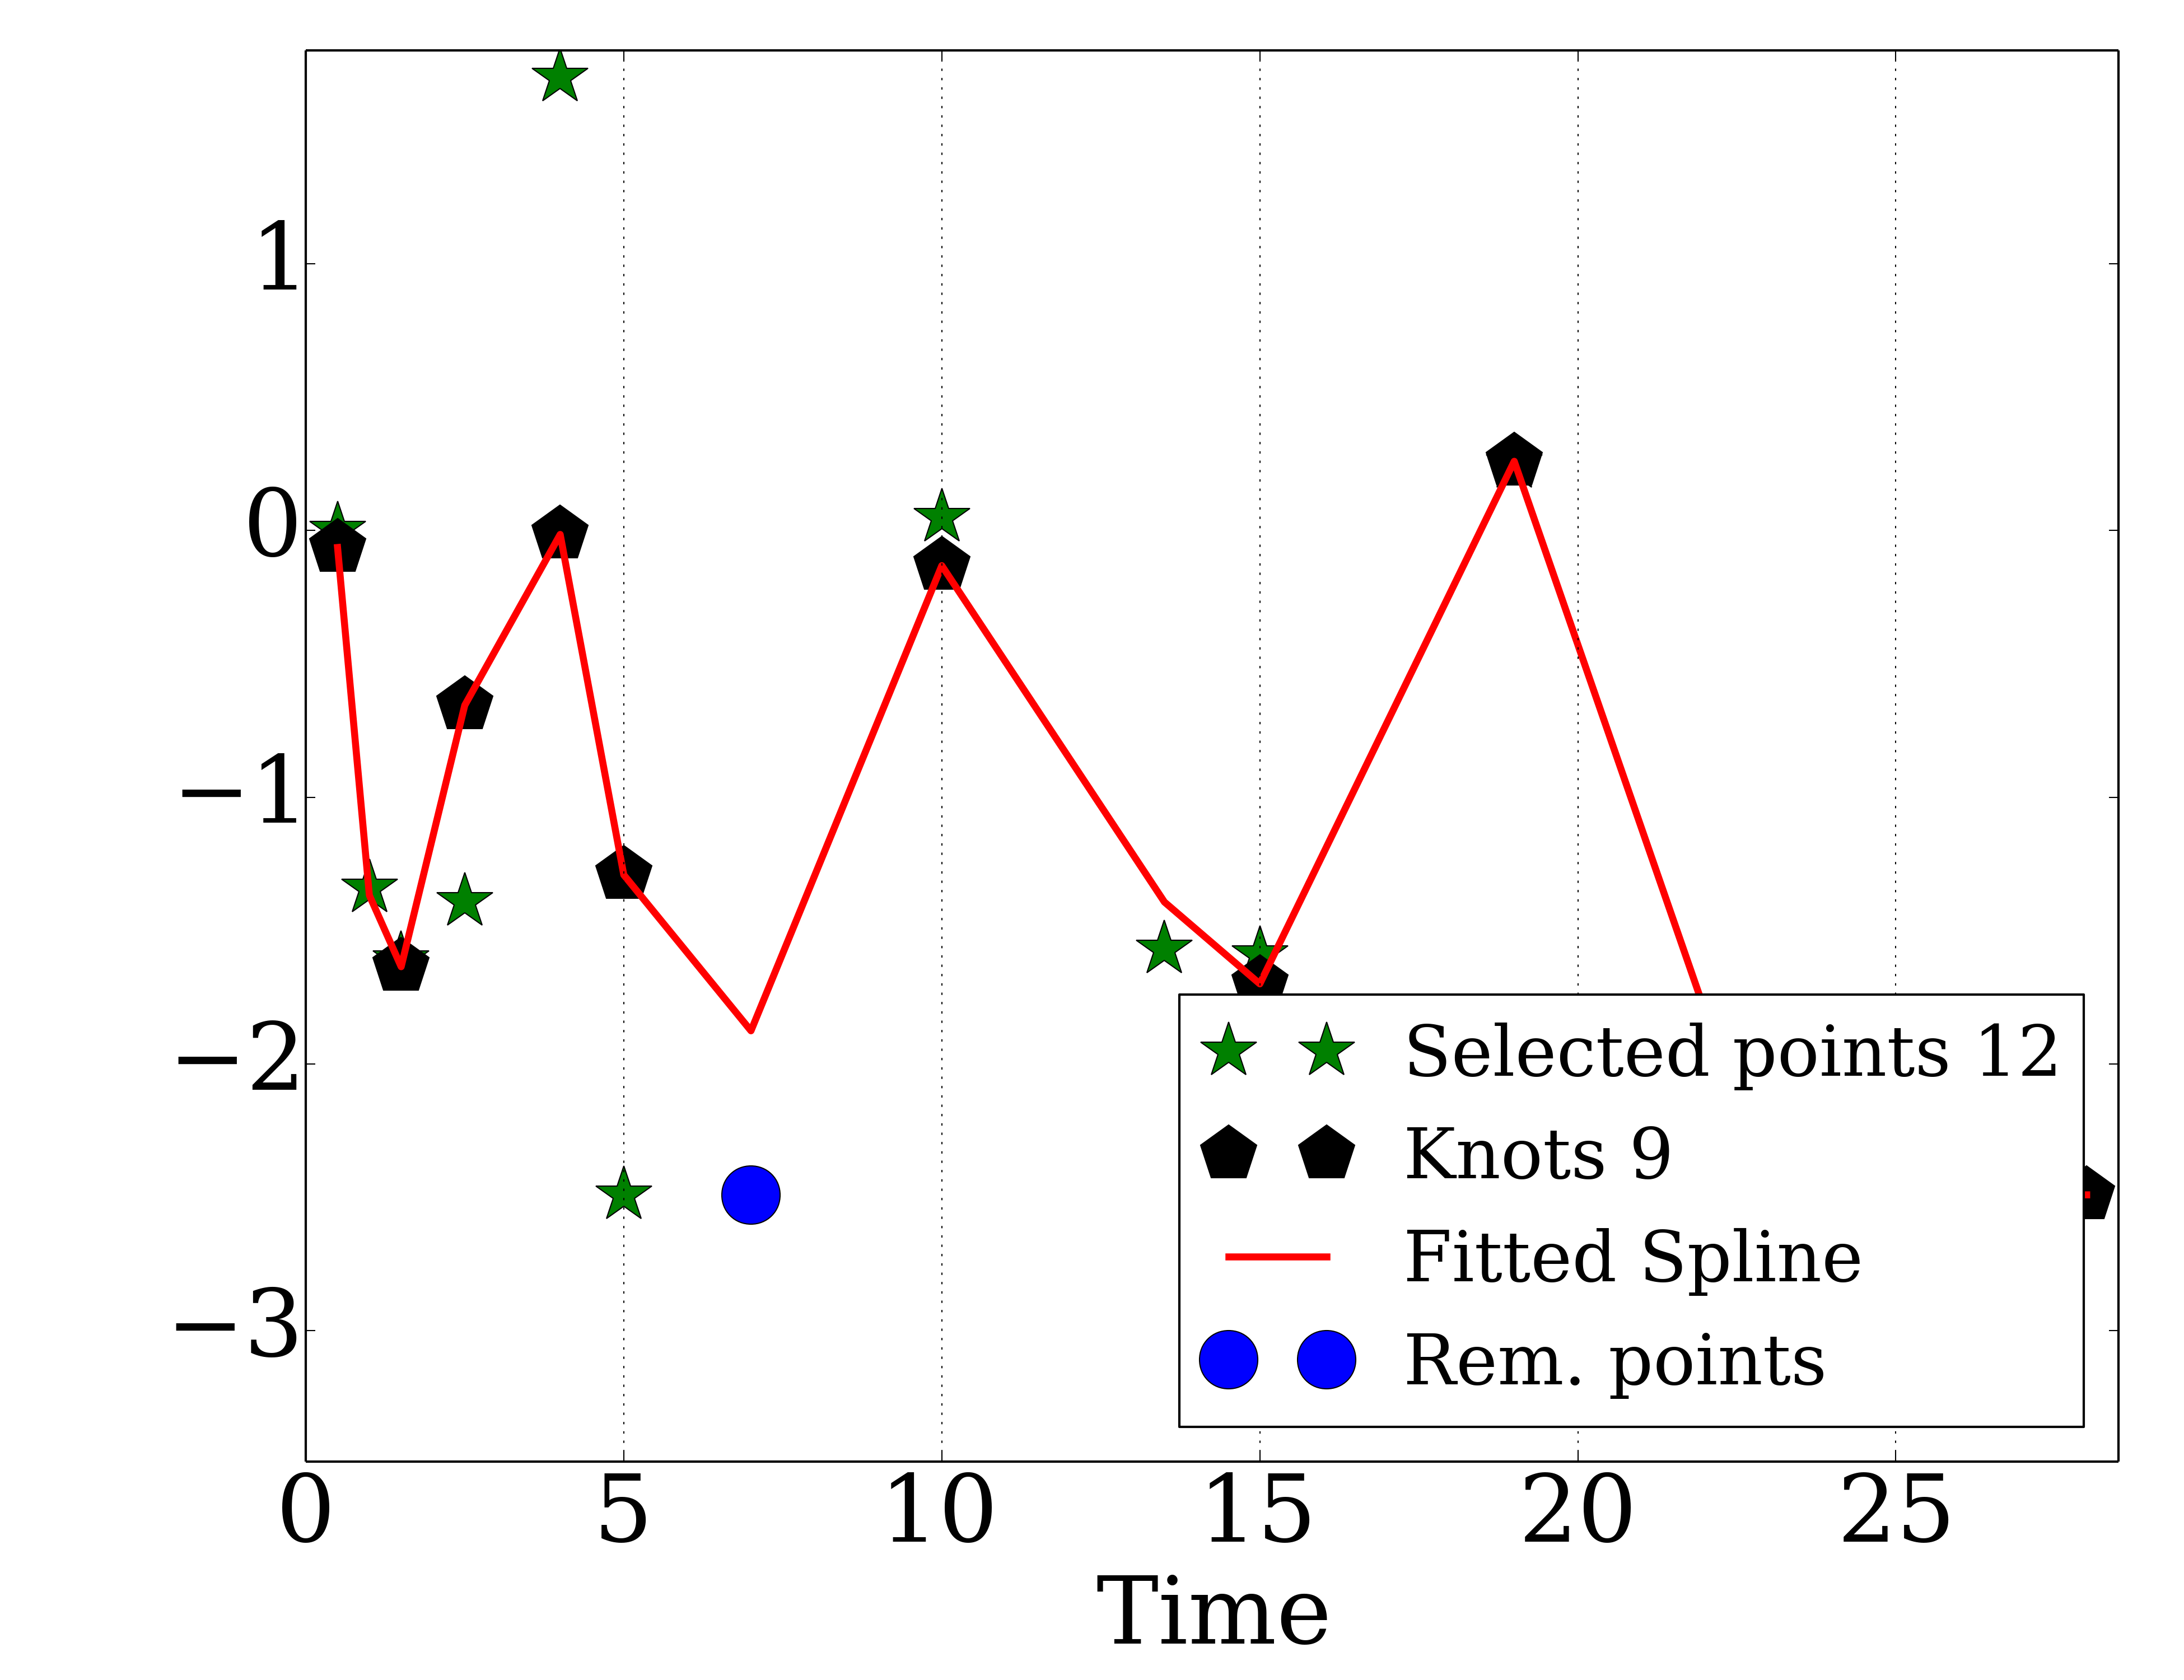 1
0
−1
−2
−3
Selected points 12
Knots 9
Fitted Spline
Rem. points
0 5 10 15 20 25
Time